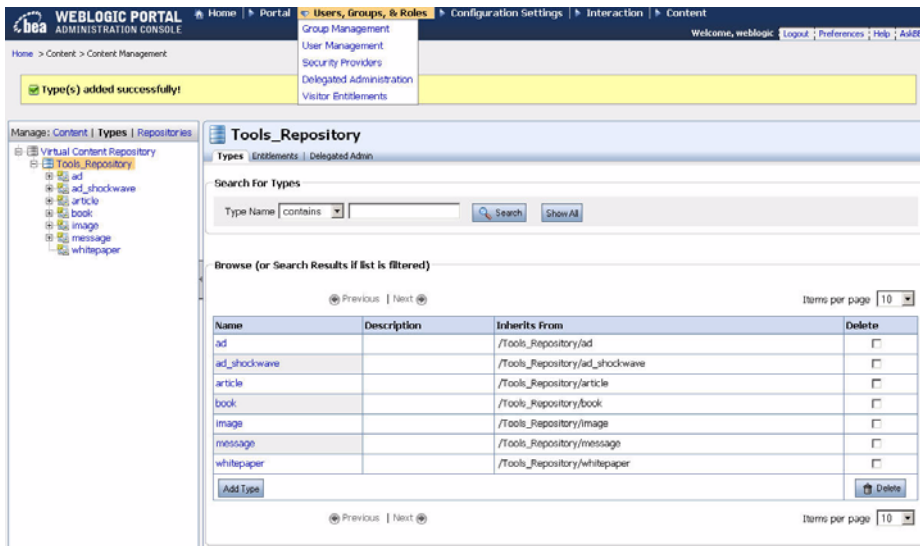 bea WEBLOGIC PORTAL
ADMINISTRATION CONSOLE
Home | Portal Users, Groups, & Roles Configuration Settings | Interaction | Content
Group Management
User Management
Security Providers
Delegated Administration
Visitor Entitlements
Welcome, weblogic Logout | Preferences | Help |
Home > Content > Content Management
Type(s) added successfully!
Manage: Content | Types | Repositories
Virtual Content Repository
Tools_Repository
ad
ad_shockwave
article
book
image
message
whitepaper
Tools_Repository
Types Entitlements | Delegated Admin
Search For Types
Type Name contains Search Show All
Browse (or Search Results if list is filtered)
Previous | Next Items per page 10
Name Description Inherits From Delete
ad /Tools_Repository/ad
ad_shockwave /Tools_Repository/ad_shockwave
article /Tools_Repository/article
book /Tools_Repository/book
image /Tools_Repository/image
message /Tools_Repository/message
whitepaper /Tools_Repository/whitepaper
Add Type Delete
Previous | Next Items per page 10